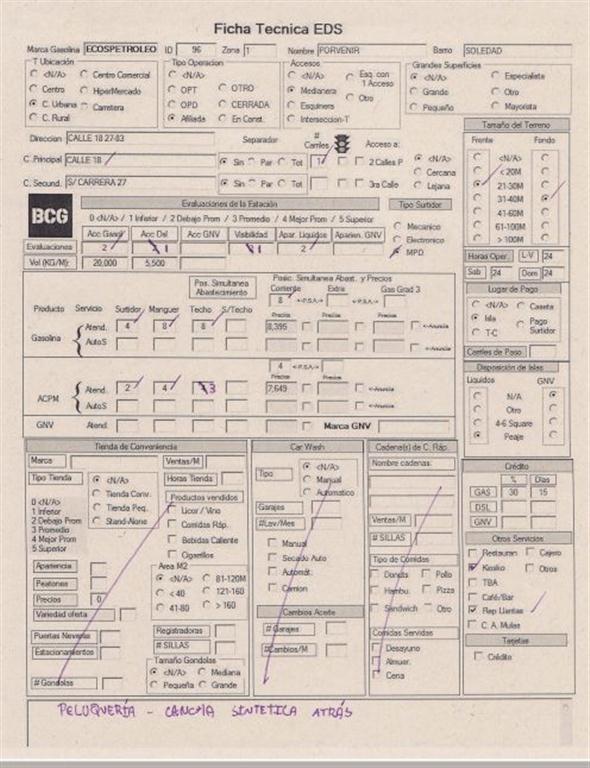 Ficha Tecnica EDS
Marca Gasolina ECOSPETROLEO ID 96 Zona 1 Nombre PORVENIR Barrio SOLEDAD
T Ubicación Tipo Operacion Accesos Grandes Superficies
<N/A> Centro Comercial <N/A> <N/A> Esq. con 1 Acceso <N/A> Especialista
Centro HiperMercado OPT OTRO Medianera Otro Grande Otro
C. Urbana Carretera OPD CERRADA Esquinera Pequeño Mayorista
C. Rural Afiliada En Const. Interseccion-T
Direccion CALLE 18 27-83 Separador # Carriles Acceso a:
C. Principal CALLE 18 Sin Par Tot 1 2 Calles P <N/A> Cercana
C. Secund. S/ CARRERA 27 Sin Par Tot 3ra Calle Lejana
Tamaño del Terreno
Frente Fondo
<N/A>
< 20M
21-30M
31-40M
41-60M
61-100M
> 100M
BCG
Evaluaciones de la Estación Tipo Surtidor
0 <N/A> / 1 Inferior / 2 Debajo Prom / 3 Promedio / 4 Mejor Prom / 5 Superior
Acc Gasol Acc Dsl Acc GNV Visibilidad Apar. Liquidos Aparien. GNV
Evaluaciones 2 1 1 2
Vol (KG/M): 20,000 5,500
Mecanico
Electronico
MPD
Horas Oper. L-V 24
Sab 24 Dom 24
Lugar de Pago
<N/A> Caseta
Isla Pago Surtidor
T-C
Carriles de Paso
Pos. Simultanea Abastecimiento Posic. Simultanea Abast. y Precios
Corriente Extra Gas Grad 3
8 <-P.S.A.-> <-P.S.A.->
Producto Servicio Surtidor Manguer Techo S/Techo Precios Precios Precios
Gasolina Atend. 4 8 8 8,395 <-Anuncia
AutoS <-Anuncia
4 <-P.S.A.->
Precios Precios
ACPM Atend. 2 4 3 7,649 <-Anuncia
AutoS
GNV Atend. Marca GNV
Disposición de Islas
Liquidos GNV
N/A
Otro
4-6 Square
Peaje
Tienda de Conveniencia
Marca Ventas/M
Tipo Tienda <N/A> Horas Tienda
Tienda Conv. Productos vendidos
Tienda Peq. Licor / Vino
Stand-None Comidas Ráp.
Bebidas Caliente
Cigarrillos
0 <N/A>
1 Inferior
2 Debajo Prom
3 Promedio
4 Mejor Prom
5 Superior
Apariencia
Peatones
Precios 0
Variedad oferta
Puertas Neveras
Estacionamientos
# Gondolas
Area M2
<N/A> 81-120M
< 40 121-160
41-80 > 160
Registradoras
# SILLAS
Tamaño Gondolas
<N/A> Mediana
Pequeña Grande
Car Wash
Tipo <N/A>
Manual
Automatico
Garajes
#Lav/Mes
Manual
Secado Auto
Automát.
Camion
Cambios Aceite
# Garajes
#Cambios/M
Cadena(s) de C. Ráp.
Nombre cadenas:
Ventas/M
# SILLAS
Tipo de Comidas
Donuts Pollo
Hambu. Pizza
Sandwich Otro
Comidas Servidas
Desayuno
Almuer.
Cena
Crédito
% Dias
GAS 30 15
DSL
GNV
Otros Servicios
Restauran Cajero
Kiosko Otros
TBA
Café/Bar
Rep Llantas
C. A. Mulas
Tarjetas
Crédito
PELUQUERÍA - CANCHA SINTETICA ATRÁS